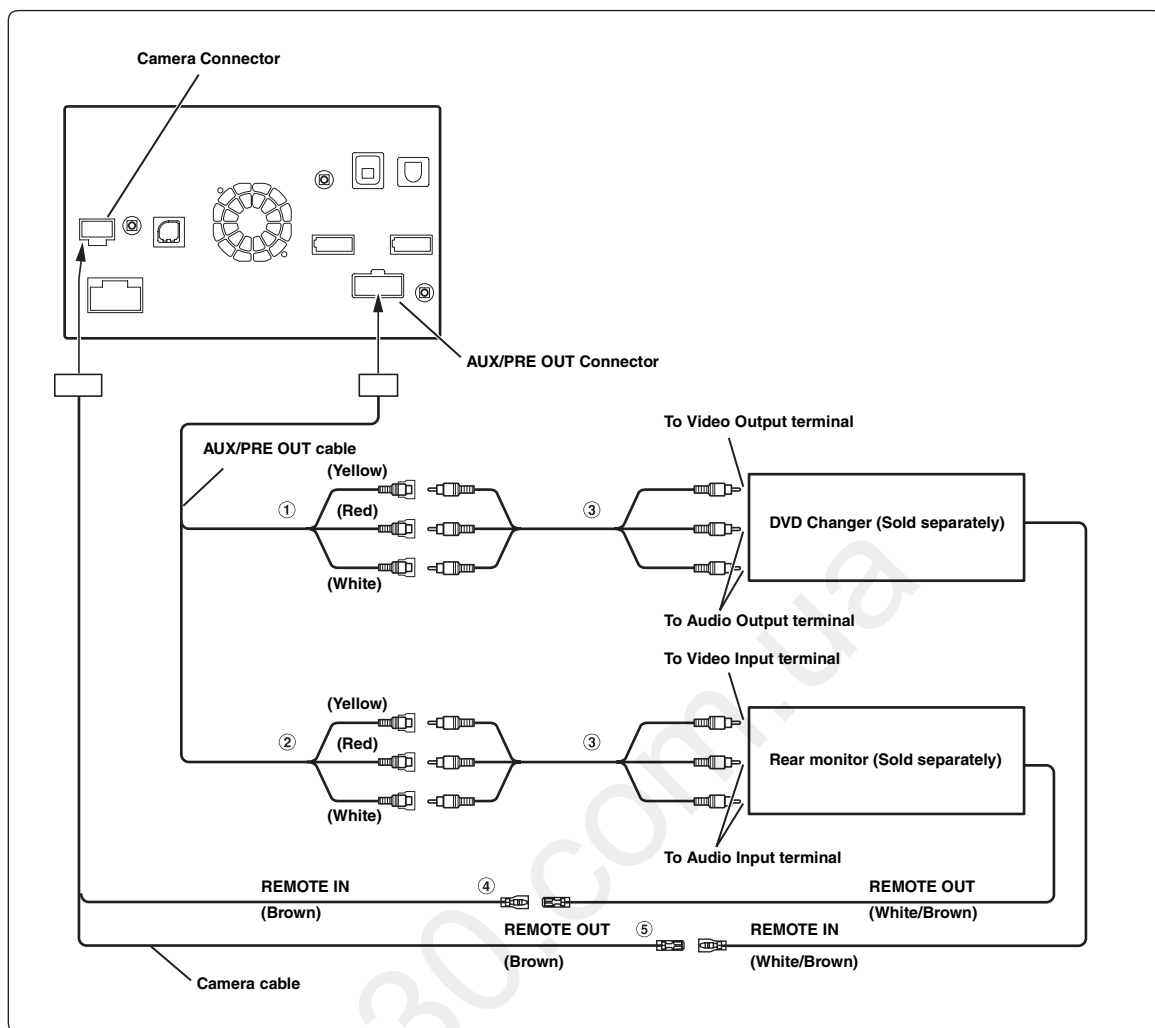 Camera Connector
AUX/PRE OUT Connector
To Video Output terminal
AUX/PRE OUT cable
(Yellow)
①
(Red)
③
DVD Changer (Sold separately)
(White)
To Audio Output terminal
To Video Input terminal
(Yellow)
②
(Red)
③
Rear monitor (Sold separately)
(White)
To Audio Input terminal
REMOTE IN
④
REMOTE OUT
(Brown)
(White/Brown)
REMOTE OUT
⑤
REMOTE IN
(Brown)
(White/Brown)
Camera cable
30.com.ua